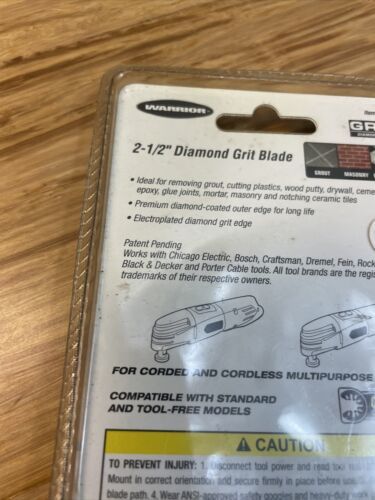 WARRIOR
2-1/2" Diamond Grit Blade
GROUT
MASONRY
• Ideal for removing grout, cutting plastics, wood putty, drywall,
epoxy, glue joints, mortar, masonry and notching ceramic tiles
• Premium diamond-coated outer edge for long life
• Electroplated diamond grit edge
Patent Pending
Works with Chicago Electric, Bosch, Craftsman, Dremel, Fein,
Black & Decker and Porter Cable tools. All tool brands are the
trademarks of their respective owners.
FOR CORDED AND CORDLESS MULTIPURPOSE
COMPATIBLE WITH STANDARD
AND TOOL-FREE MODELS
CAUTION
TO PREVENT INJURY: 1. Disconnect tool power and read tool
Mount in correct orientation and secure firmly in place before
blade path. 4. Wear ANSI-approved safety goggles and heavy-duty work